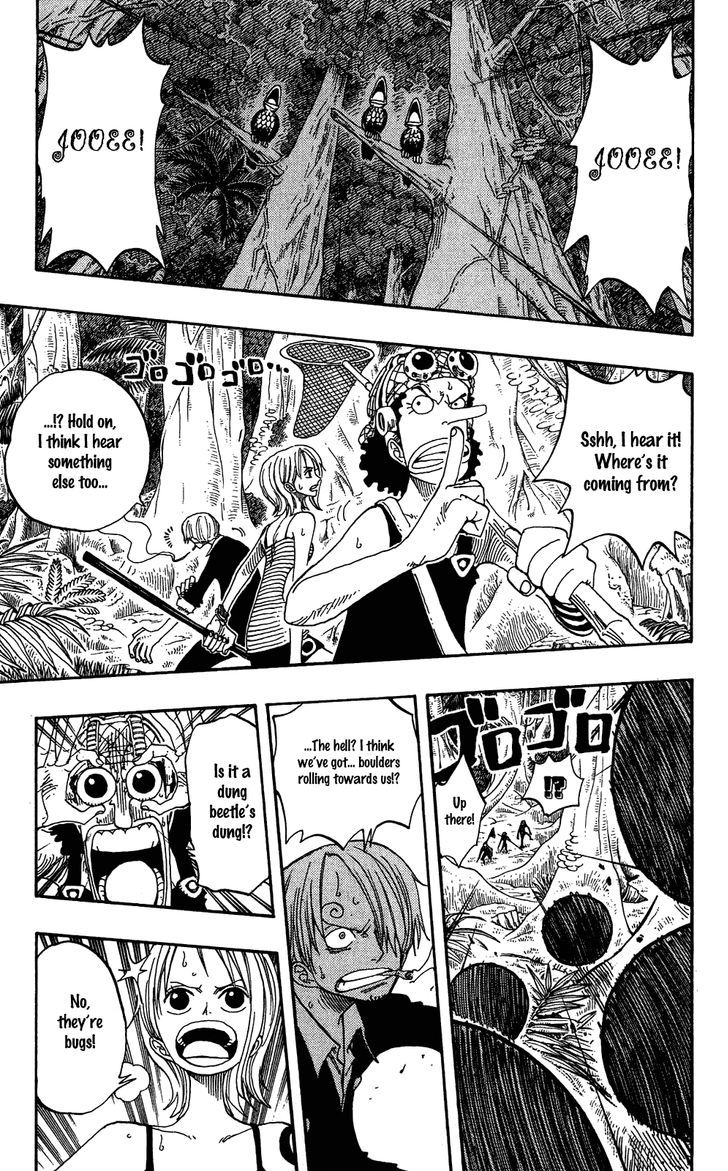 JOOEE!
JOOEE!
Sshh, I hear it!
Where's it
coming from?
ゴロゴロゴロ...
...!? Hold on,
I think I hear
something
else too...
ゴロゴロ
!?
Up
there!
...The hell? I think
we've got... boulders
rolling towards us!?
Is it a
dung
beetle's
dung!?
No,
they're
bugs!